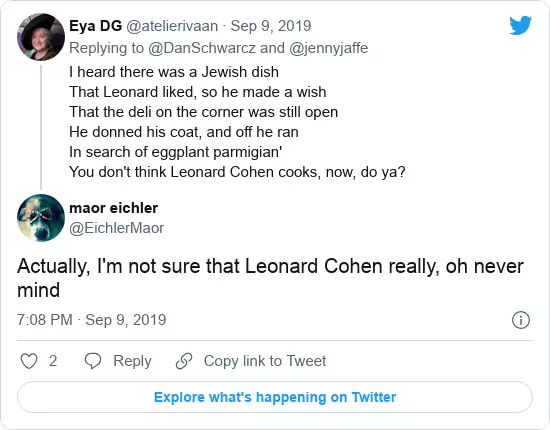 Eya DG @atelierivaan · Sep 9, 2019
Replying to @DanSchwarcz and @jennyjaffe
I heard there was a Jewish dish
That Leonard liked, so he made a wish
That the deli on the corner was still open
He donned his coat, and off he ran
In search of eggplant parmigian'
You don't think Leonard Cohen cooks, now, do ya?
maor eichler
@EichlerMaor
Actually, I'm not sure that Leonard Cohen really, oh never
mind
7:08 PM · Sep 9, 2019
2 Reply Copy link to Tweet
Explore what's happening on Twitter